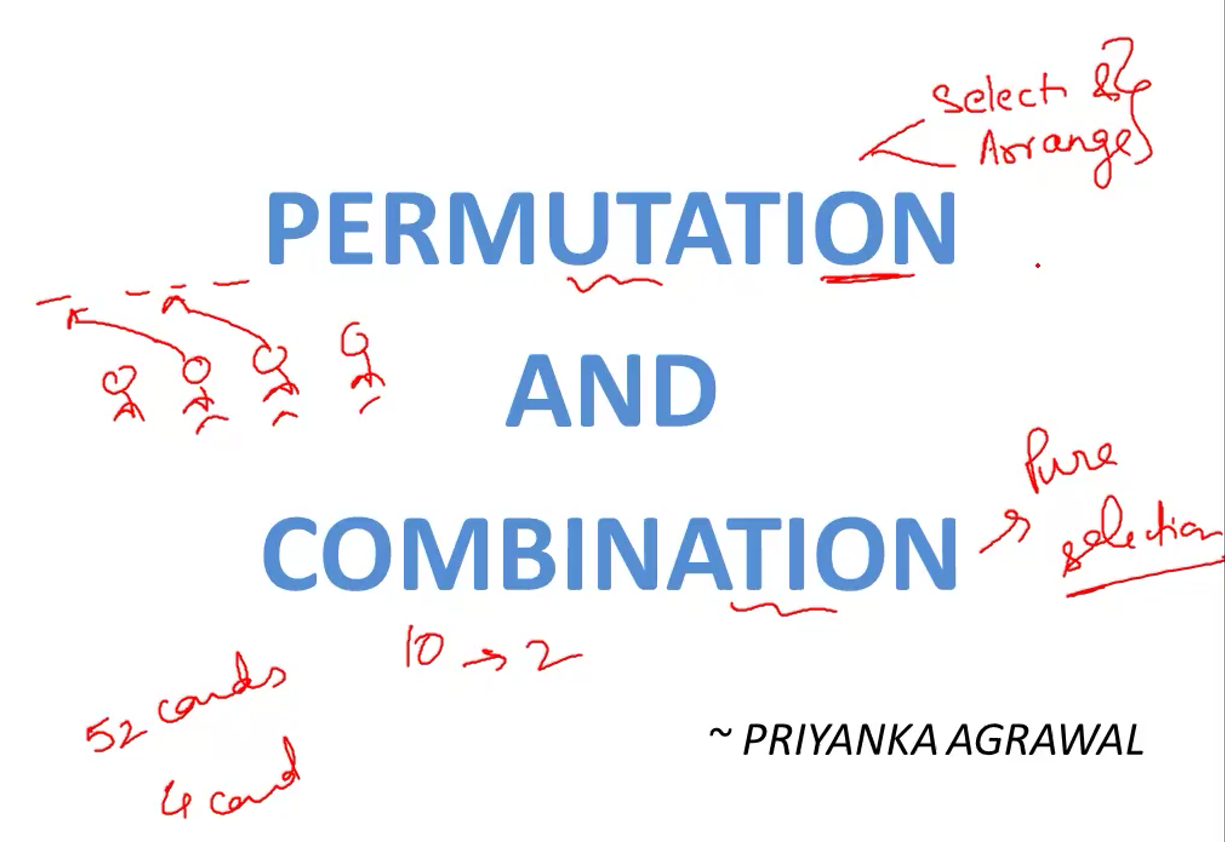 Select &
Arrange
PERMUTATION
AND
COMBINATION
Pure
selection
10 → 2
52 cards
4 card
~ PRIYANKA AGRAWAL